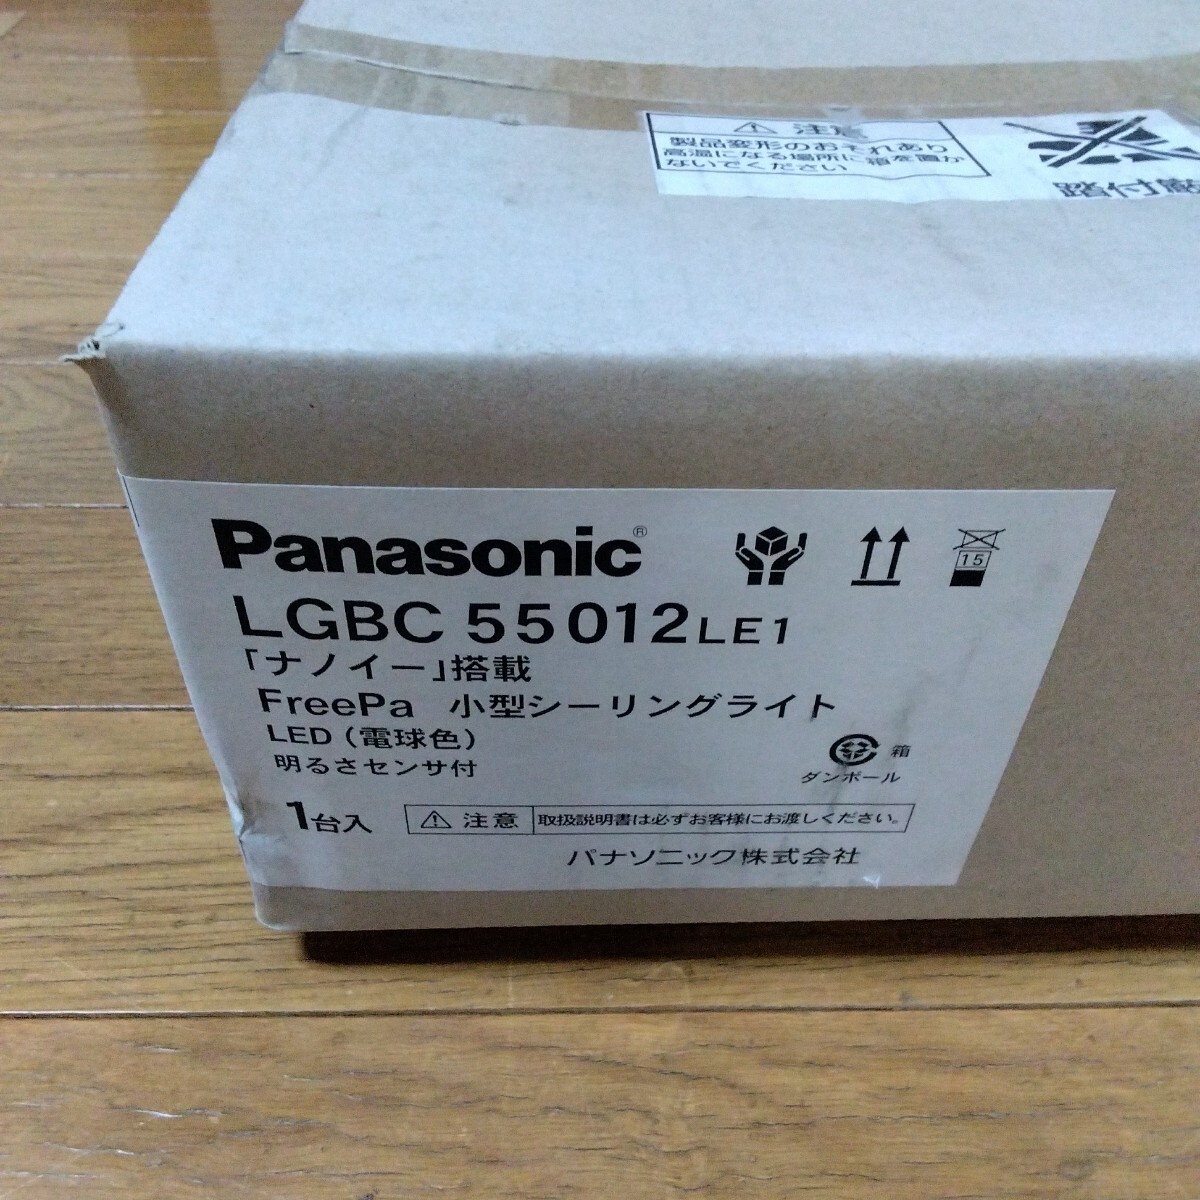 ⚠ 注意
製品変形のおそれあり
高温になる場所に箱を置か
ないでください
踏付厳
Panasonic®
15
LGBC 55012 LE1
「ナノイー」搭載
FreePa 小型シーリングライト
LED(電球色)
明るさセンサ付
箱
ダンボール
1台入
⚠ 注意 取扱説明書は必ずお客様にお渡しください。
パナソニック株式会社